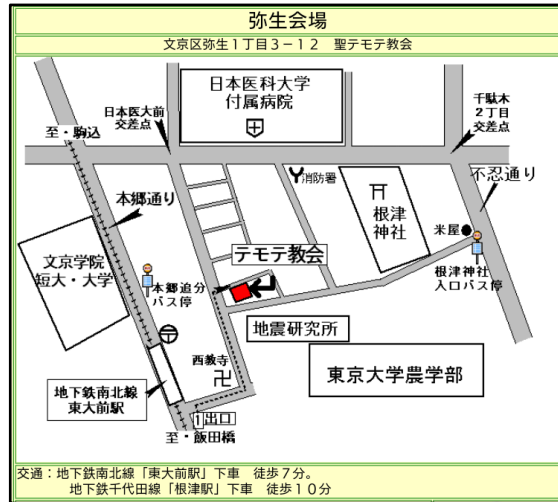 弥生会場
文京区弥生1丁目3－12　聖テモテ教会
日本医科大学
付属病院
日本医大前
交差点
千駄木
2丁目
交差点
至・駒込
消防署
不忍通り
本郷通り
根津
神社
米屋
文京学院
短大・大学
テモテ教会
本郷追分
バス停
根津神社
入口バス停
地震研究所
西教寺
東京大学農学部
地下鉄南北線
東大前駅
1出口
至・飯田橋
交通：地下鉄南北線「東大前駅」下車　徒歩7分。
地下鉄千代田線「根津駅」下車　徒歩10分